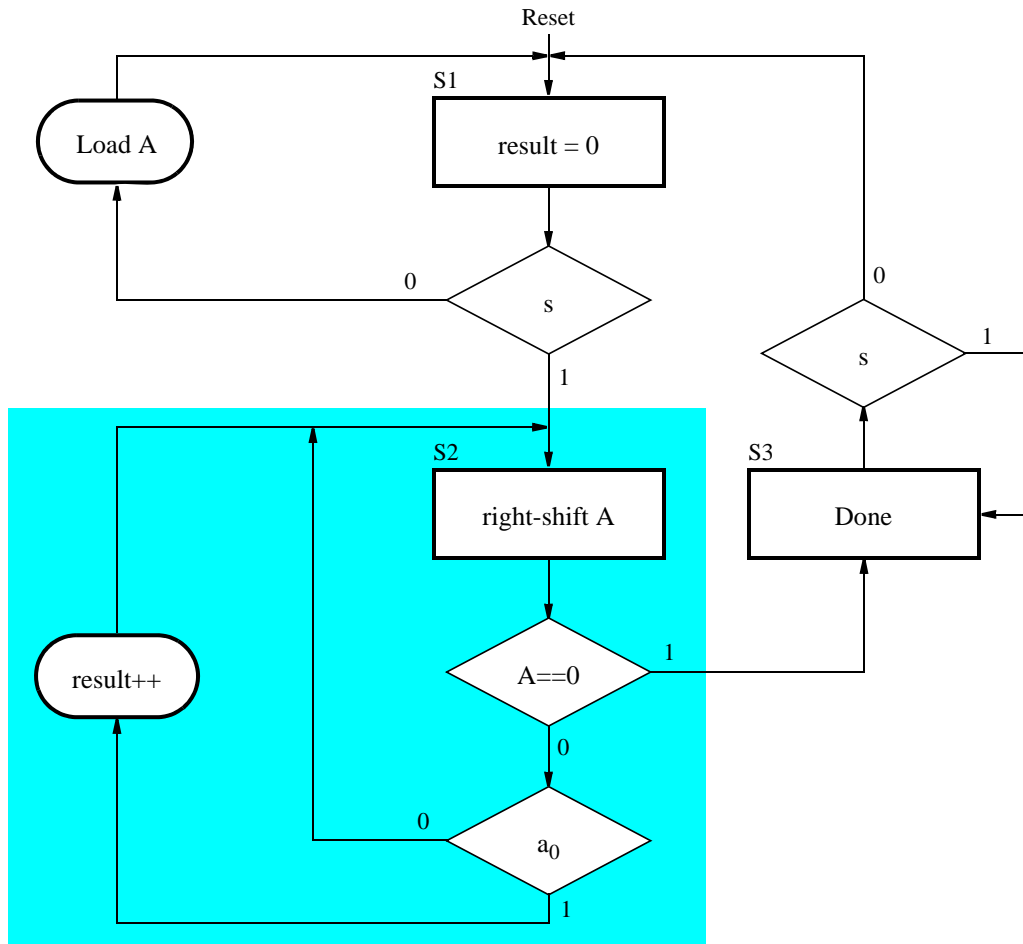 Reset
S1
Load A
result = 0
0
s
0
1
s
1
S2
S3
right-shift A
Done
result++
A==0
1
0
0
a0
1